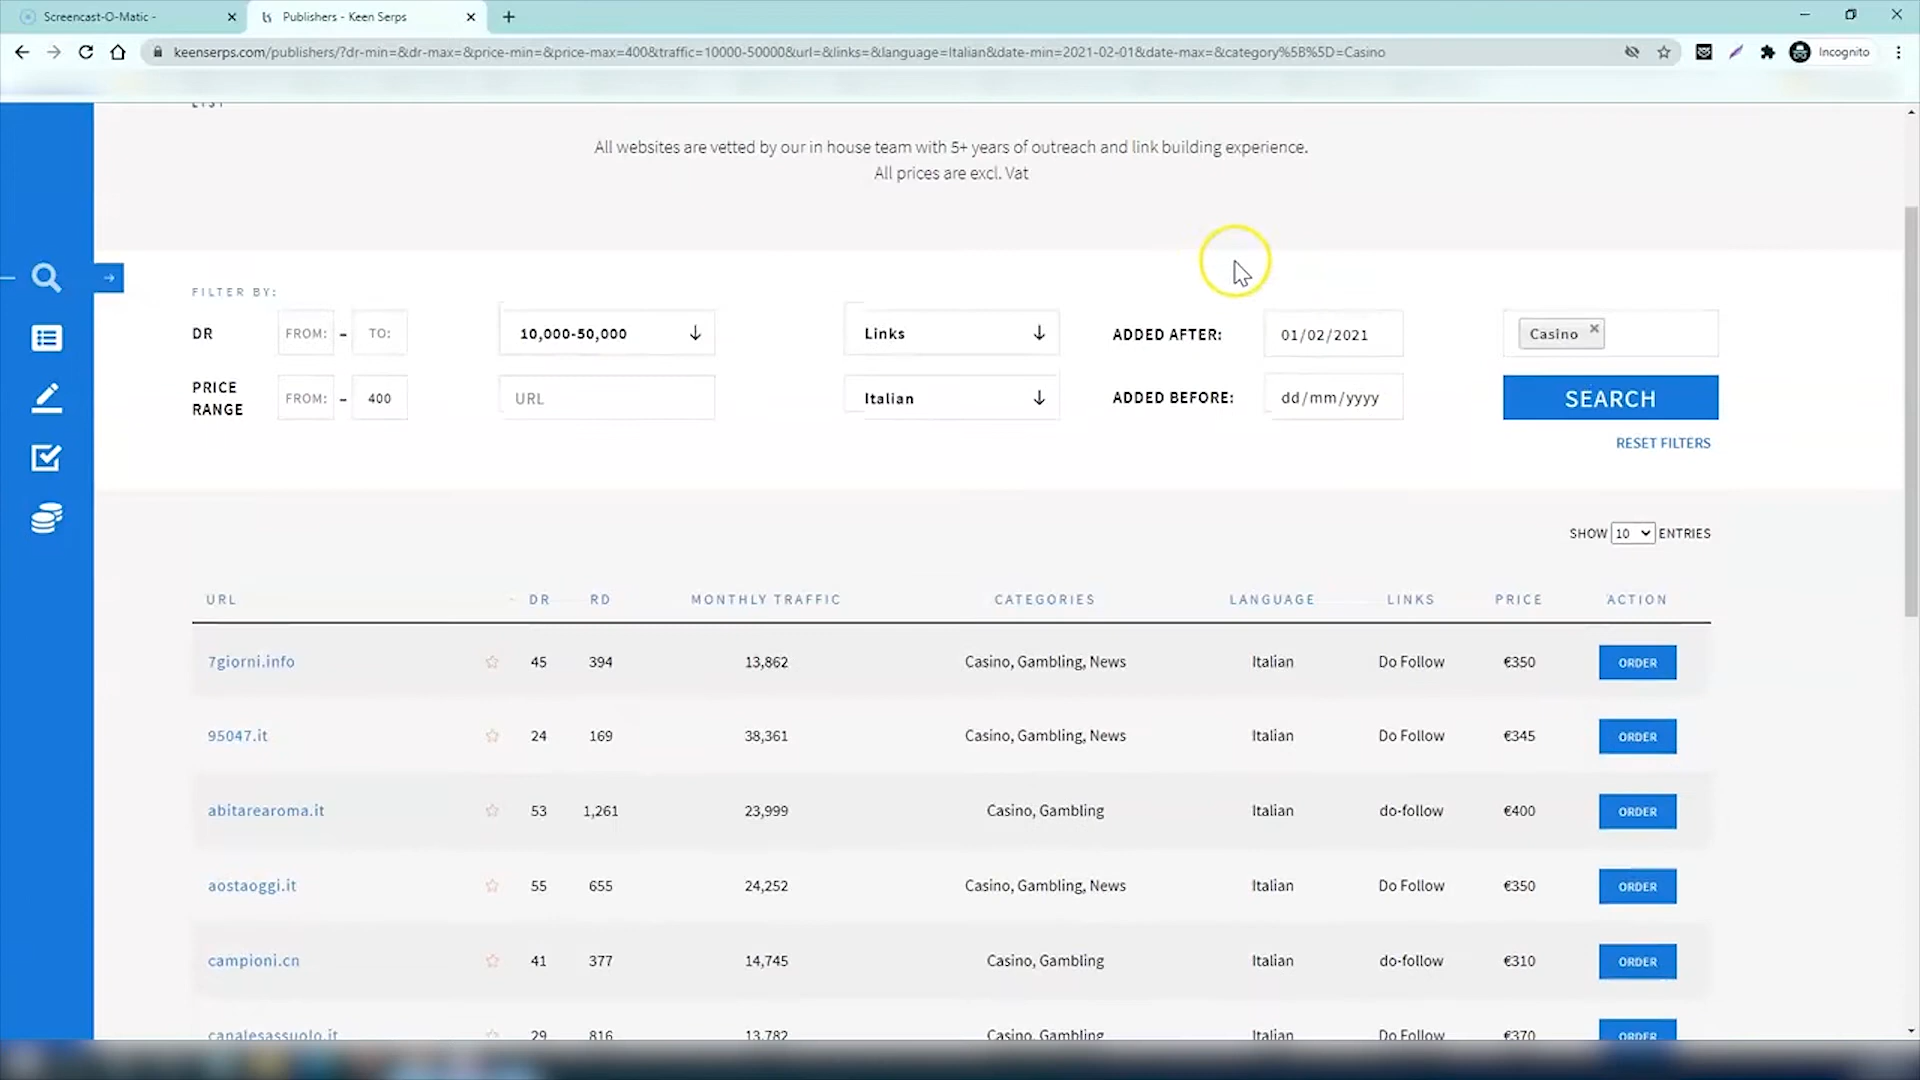 Screencast-O-Matic -
Publishers - Keen Serps
keenserps.com/publishers/?dr-min=&dr-max=&price-min=&price-max=400&traffic=10000-50000&url=&links=&language=Italian&date-min=2021-02-01&date-max=&category%5B%5D=Casino
Incognito
LIST
All websites are vetted by our in house team with 5+ years of outreach and link building experience.
All prices are excl. Vat
FILTER BY:
DR FROM: - TO: 10,000-50,000 Links ADDED AFTER: 01/02/2021 Casino ×
PRICE RANGE FROM: - 400 URL Italian ADDED BEFORE: dd/mm/yyyy SEARCH
RESET FILTERS
SHOW 10 ENTRIES
URL DR RD MONTHLY TRAFFIC CATEGORIES LANGUAGE LINKS PRICE ACTION
7giorni.info 45 394 13,862 Casino, Gambling, News Italian Do Follow €350 ORDER
95047.it 24 169 38,361 Casino, Gambling, News Italian Do Follow €345 ORDER
abitarearoma.it 53 1,261 23,999 Casino, Gambling Italian do-follow €400 ORDER
aostaoggi.it 55 655 24,252 Casino, Gambling, News Italian Do Follow €350 ORDER
campioni.cn 41 377 14,745 Casino, Gambling Italian do-follow €310 ORDER
canalesassuolo.it 29 816 13,782 Casino, Gambling Italian Do Follow €370 ORDER